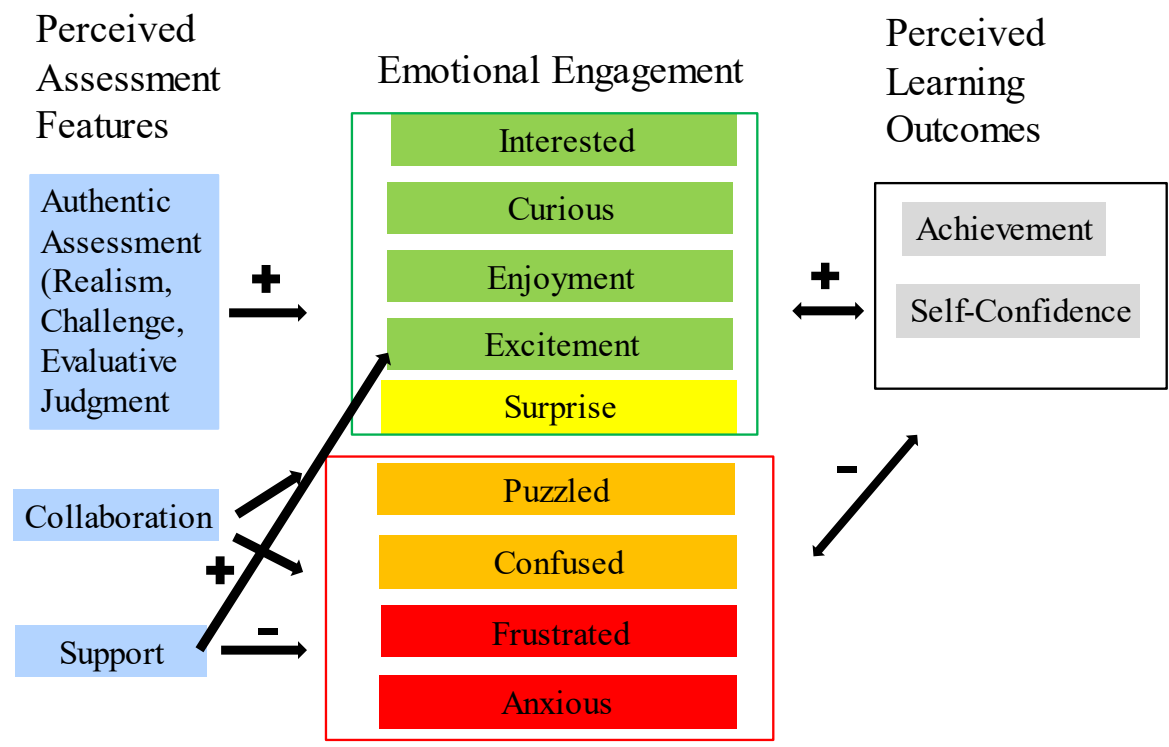 Perceived
Assessment
Features
Emotional Engagement
Perceived
Learning
Outcomes
Authentic
Assessment
(Realism,
Challenge,
Evaluative
Judgment
+
Interested
Curious
Enjoyment
Excitement
Surprise
+
Achievement
Self-Confidence
Collaboration
+
Support
-
Puzzled
Confused
Frustrated
Anxious
-